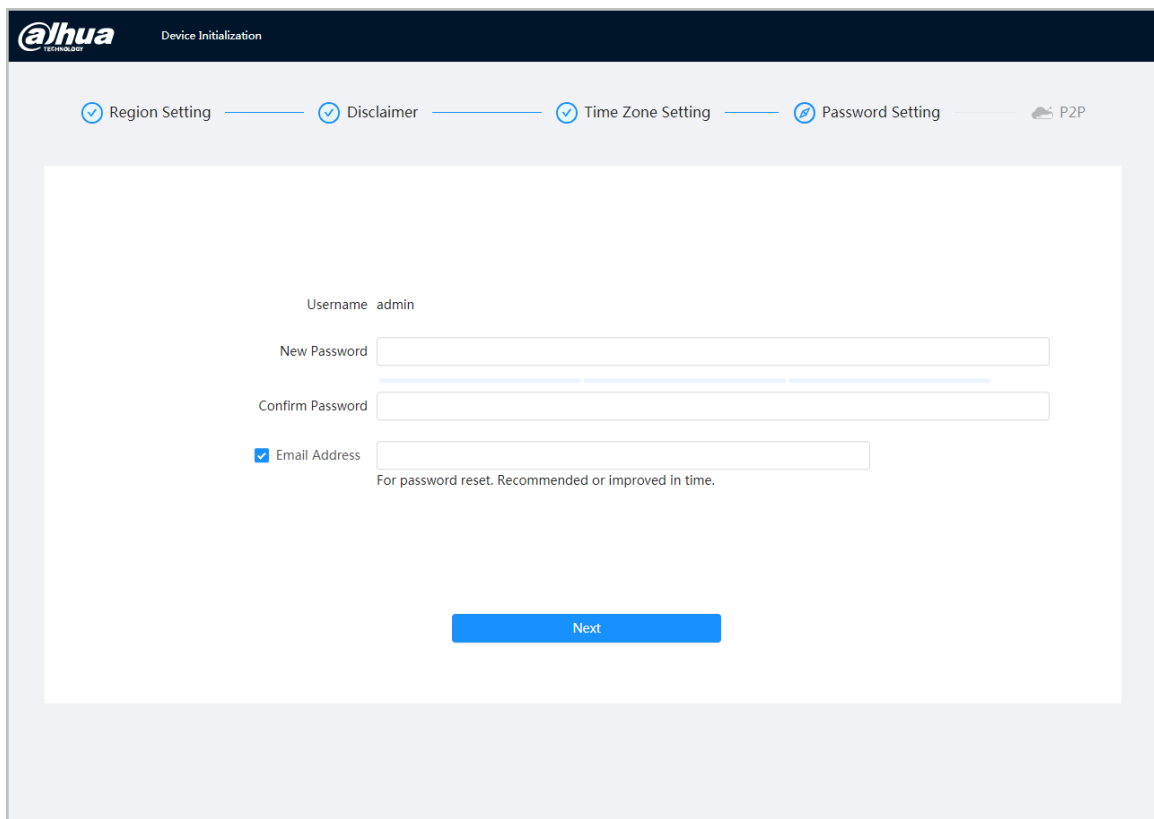 alhua
TECHNOLOGY
Device Initialization
Region Setting
Disclaimer
Time Zone Setting
Password Setting
P2P
Username admin
New Password
Confirm Password
Email Address
For password reset. Recommended or improved in time.
Next